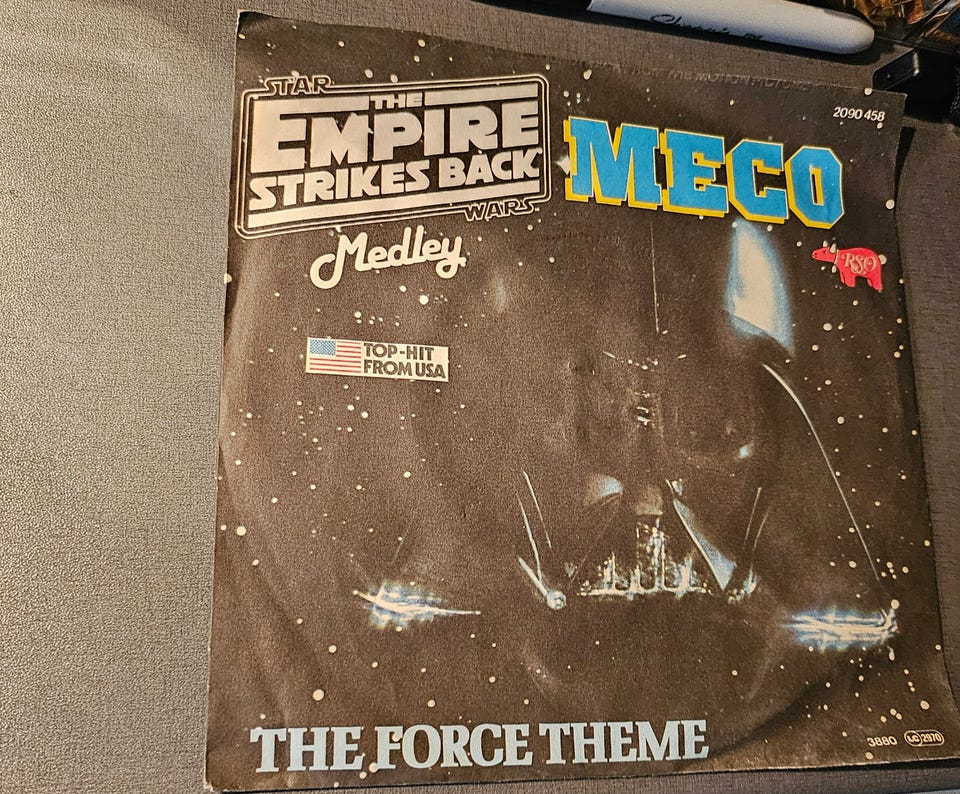 STAR
THE
EMPIRE
STRIKES BACK
WARS
Medley
MECO
2090 458
RSO
TOP-HIT
FROM USA
THE FORCE THEME
3880
LC 2970